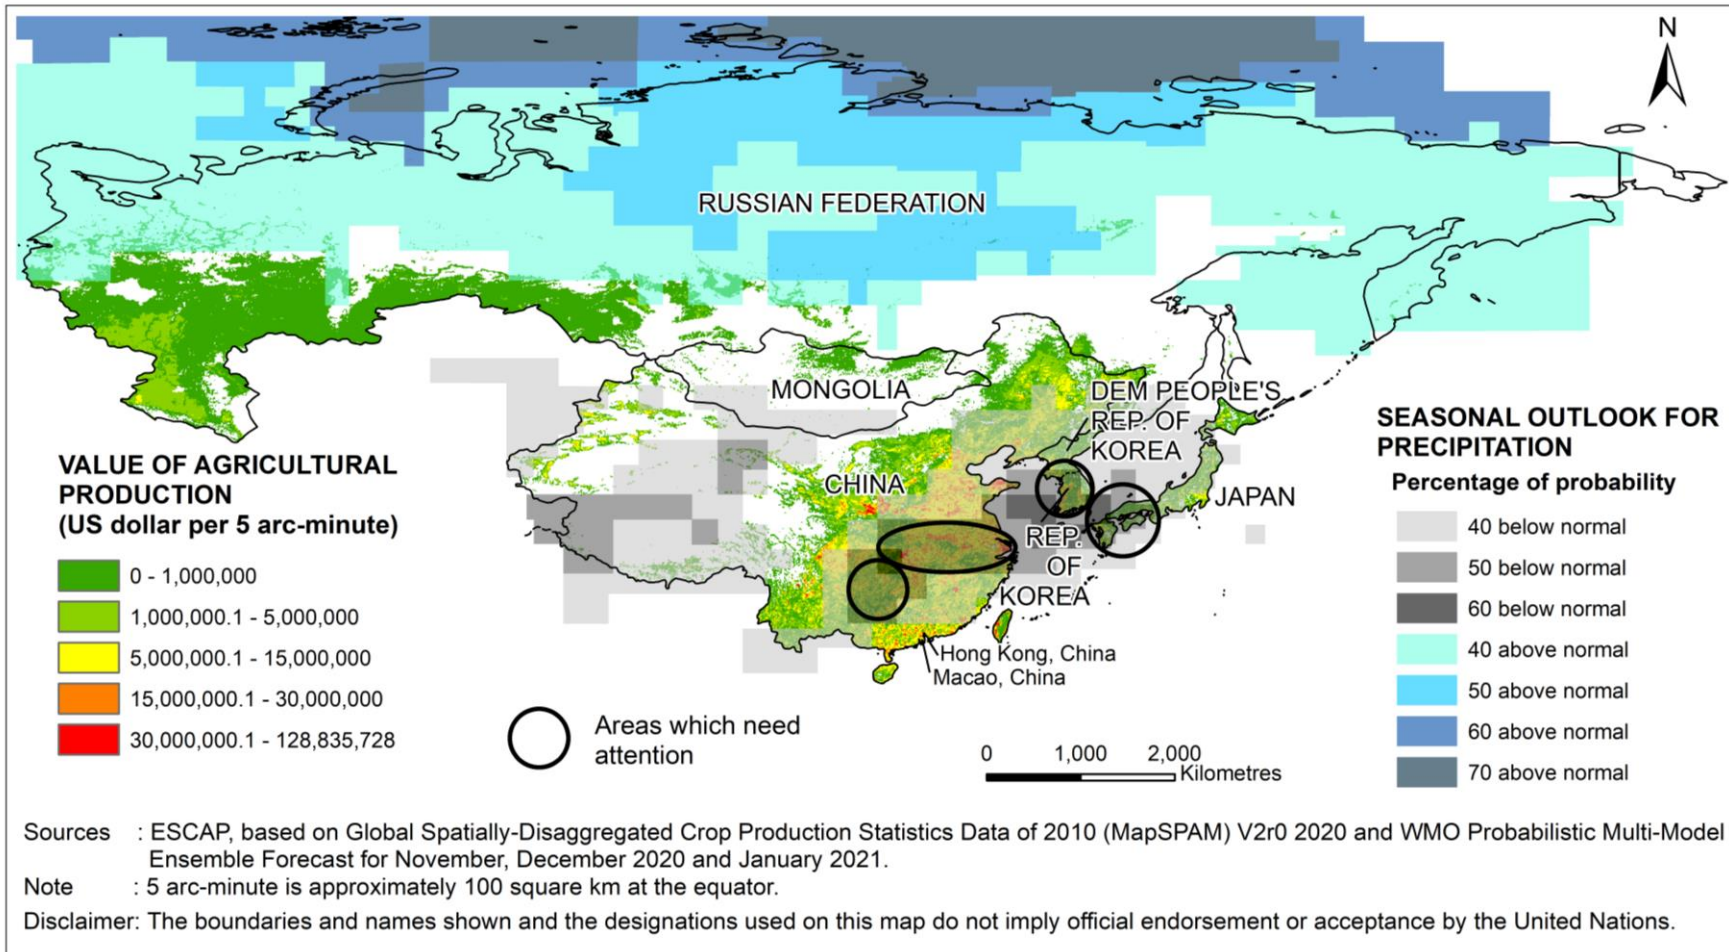 N
RUSSIAN FEDERATION
MONGOLIA
DEM PEOPLE'S
REP. OF
KOREA
CHINA
JAPAN
REP.
OF
KOREA
Hong Kong, China
Macao, China
VALUE OF AGRICULTURAL
PRODUCTION
(US dollar per 5 arc-minute)
0 - 1,000,000
1,000,000.1 - 5,000,000
5,000,000.1 - 15,000,000
15,000,000.1 - 30,000,000
30,000,000.1 - 128,835,728
Areas which need
attention
0 1,000 2,000
Kilometres
SEASONAL OUTLOOK FOR
PRECIPITATION
Percentage of probability
40 below normal
50 below normal
60 below normal
40 above normal
50 above normal
60 above normal
70 above normal
Sources : ESCAP, based on Global Spatially-Disaggregated Crop Production Statistics Data of 2010 (MapSPAM) V2r0 2020 and WMO Probabilistic Multi-Model
Ensemble Forecast for November, December 2020 and January 2021.
Note : 5 arc-minute is approximately 100 square km at the equator.
Disclaimer: The boundaries and names shown and the designations used on this map do not imply official endorsement or acceptance by the United Nations.